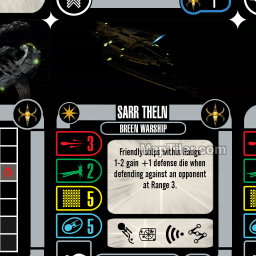 1
SARR THELN
BREEN WARSHIP
3
2
5
5
Friendly ships within Range
1-2 gain +1 defense die when
defending against an opponent
at Range 3.